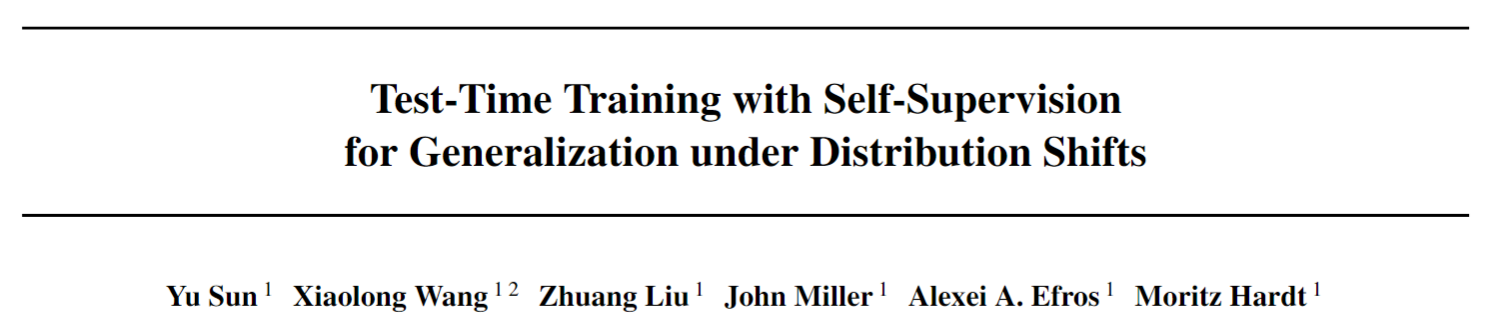 Test-Time Training with Self-Supervision
for Generalization under Distribution Shifts
Yu Sun 1 Xiaolong Wang 1 2 Zhuang Liu 1 John Miller 1 Alexei A. Efros 1 Moritz Hardt 1